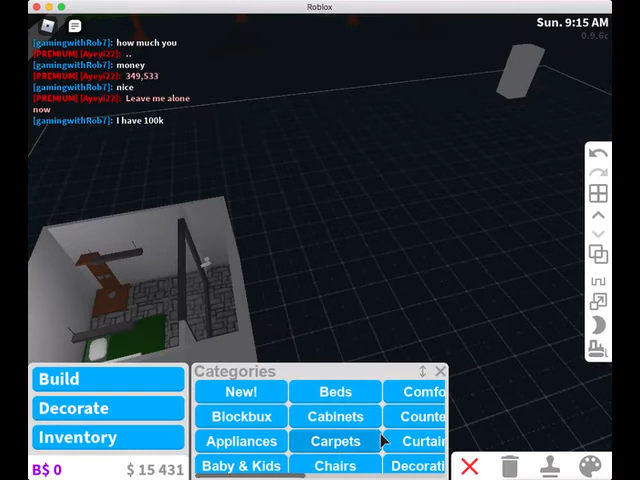 Roblox
Sun. 9:15 AM
0.9.6c
[gamingwithRob7]: how much you
[PREMIUM] [Ayeyi22]: ..
[gamingwithRob7]: money
[PREMIUM] [Ayeyi22]: 349,533
[gamingwithRob7]: nice
[PREMIUM] [Ayeyi22]: Leave me alone
now
[gamingwithRob7]: I have 100k
Categories
New! Beds Comfo
Blockbux Cabinets Counte
Appliances Carpets Curtain
Baby & Kids Chairs Decorati
Build
Decorate
Inventory
B$ 0 $ 15 431